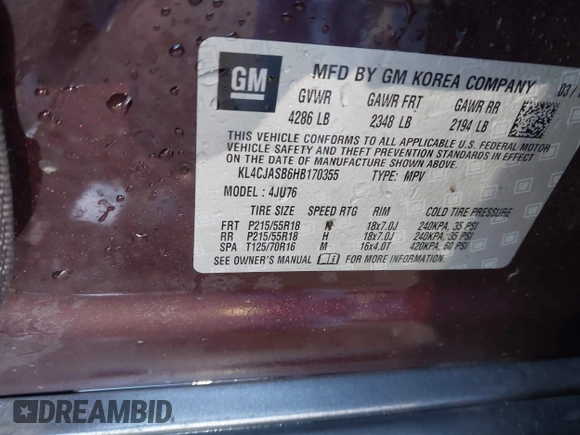 GM
MFD BY GM KOREA COMPANY 03/
GVWR GAWR FRT GAWR RR
4286 LB 2348 LB 2194 LB
THIS VEHICLE CONFORMS TO ALL APPLICABLE U.S. FEDERAL MOTOR
VEHICLE SAFETY, BUMPER, AND THEFT PREVENTION STANDARDS IN EFFECT ON
THE DATE OF MANUFACTURE SHOWN ABOVE.
KL4CJASB6HB170355 TYPE: MPV
MODEL : 4JU76
TIRE SIZE SPEED RTG RIM COLD TIRE PRESSURE
FRT P215/55R18 H 18x7.0J 240KPA, 35 PSI
RR P215/55R18 H 18x7.0J 240KPA, 35 PSI
SPA T125/70R16 M 16x4.0T 420KPA, 60 PSI
SEE OWNER'S MANUAL FOR MORE INFORMATION.
DREAMBID